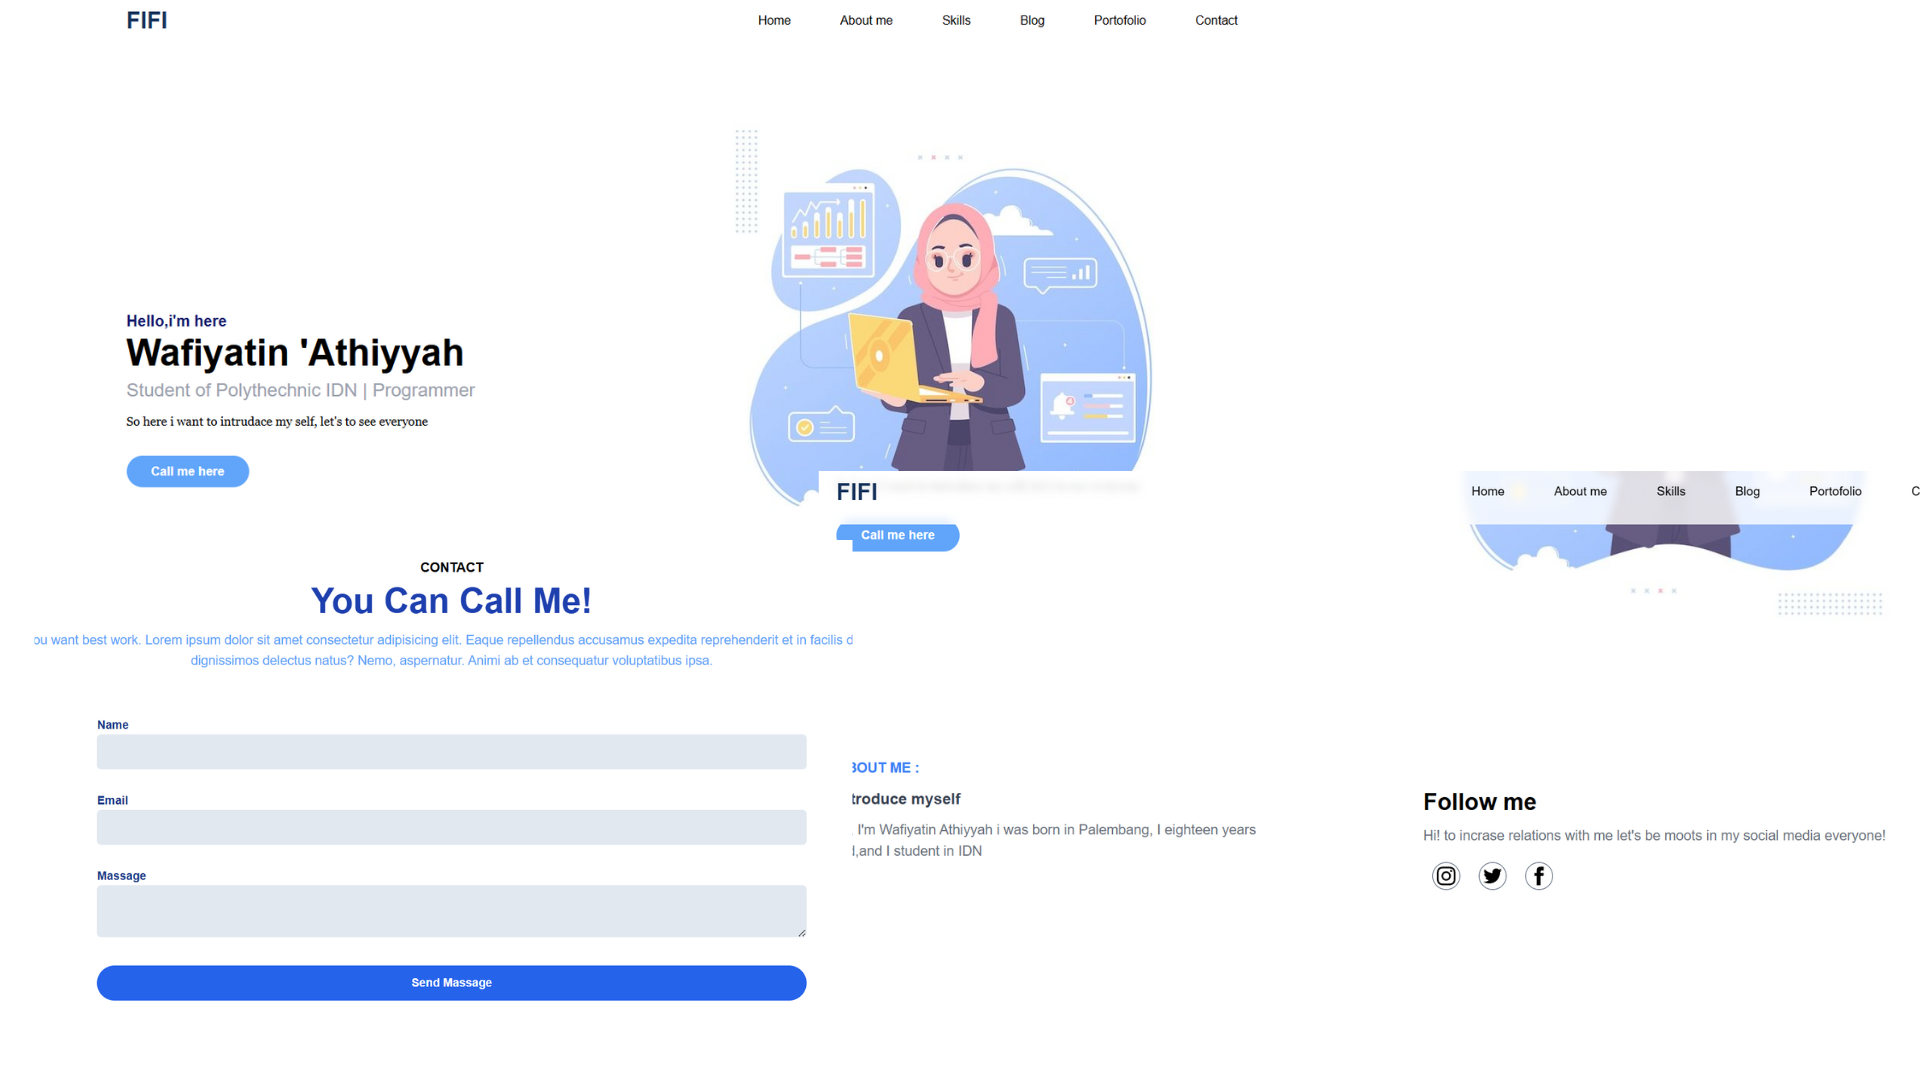 FIFI
Home About me Skills Blog Portofolio Contact
Hello,i'm here
Wafiyatin 'Athiyyah
Student of Polythechnic IDN | Programmer
So here i want to intrudace my self, let's to see everyone
Call me here
FIFI
Home About me Skills Blog Portofolio C
Call me here
CONTACT
You Can Call Me!
ou want best work. Lorem ipsum dolor sit amet consectetur adipisicing elit. Eaque repellendus accusamus expedita reprehenderit et in facilis d
dignissimos delectus natus? Nemo, aspernatur. Animi ab et consequatur voluptatibus ipsa.
Name
Email
Massage
Send Massage
BOUT ME :
troduce myself
I'm Wafiyatin Athiyyah i was born in Palembang, I eighteen years
,and I student in IDN
Follow me
Hi! to incrase relations with me let's be moots in my social media everyone!